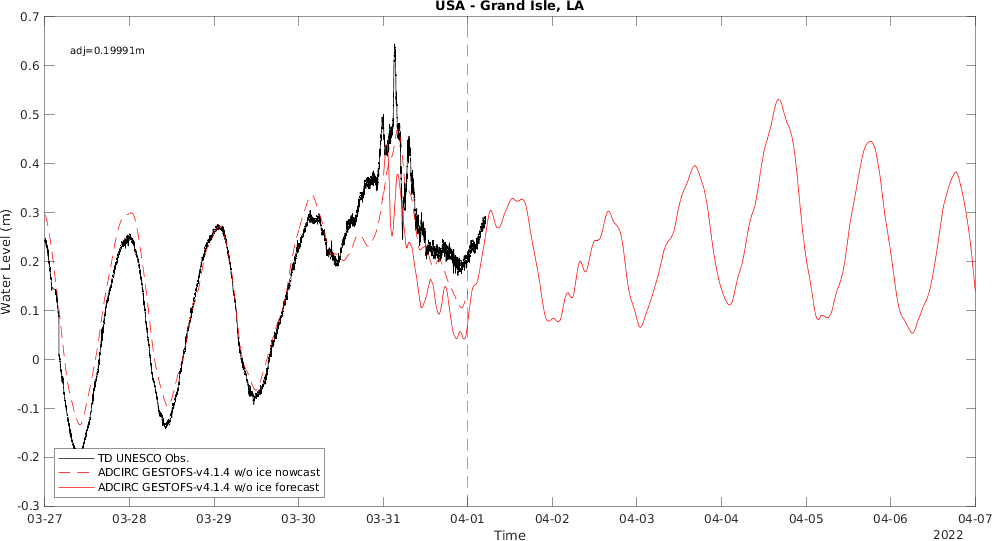 USA - Grand Isle, LA
adj=0.19991m
Water Level (m)
0.7
0.6
0.5
0.4
0.3
0.2
0.1
0
-0.1
-0.2
-0.3
TD UNESCO Obs.
ADCIRC GESTOFS-v4.1.4 w/o ice nowcast
ADCIRC GESTOFS-v4.1.4 w/o ice forecast
03-27 03-28 03-29 03-30 03-31 04-01 04-02 04-03 04-04 04-05 04-06 04-07
Time
2022